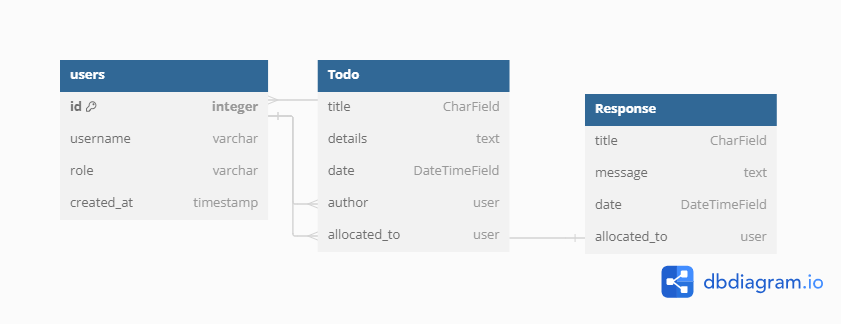 users
id integer
username varchar
role varchar
created_at timestamp
Todo
title CharField
details text
date DateTimeField
author user
allocated_to user
Response
title CharField
message text
date DateTimeField
allocated_to user
dbdiagram.io